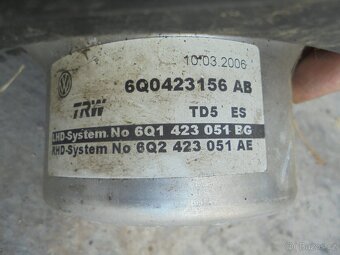 10.03.2006
6Q0423156 AB
TRW
TD5 ES
LHD-System. No 6Q1 423 051 BG
RHD-System No 6Q2 423 051 AE